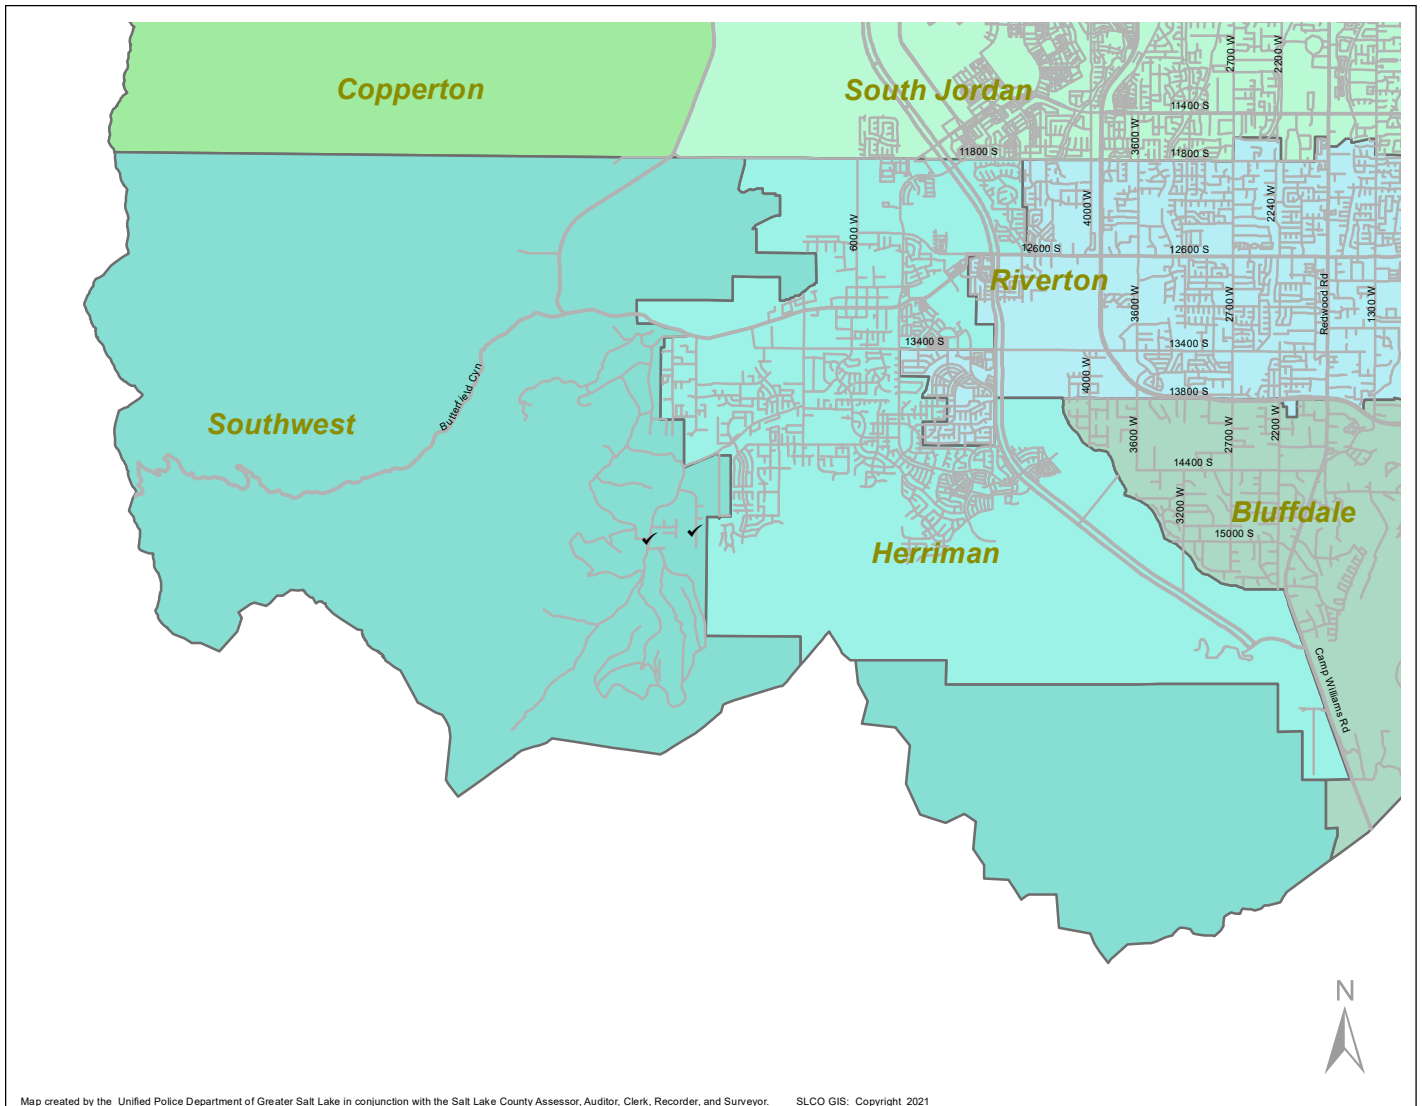 2700 W
2200 W
Copperton
South Jordan
11400 S
3600 W
11800 S
11800 S
4000 W
2240 W
6000 W
12600 S
12600 S
Riverton
3600 W
2700 W
Redwood Rd
1300 W
13400 S
13400 S
4000 W
13800 S
Butterfield Cyn
Southwest
3600 W
2700 W
2200 W
14400 S
3200 W
Bluffdale
15000 S
Herriman
Camp Williams Rd
N
Map created by the Unified Police Department of Greater Salt Lake in conjunction with the Salt Lake County Assessor, Auditor, Clerk, Recorder, and Surveyor. SLCO GIS: Copyright 2021